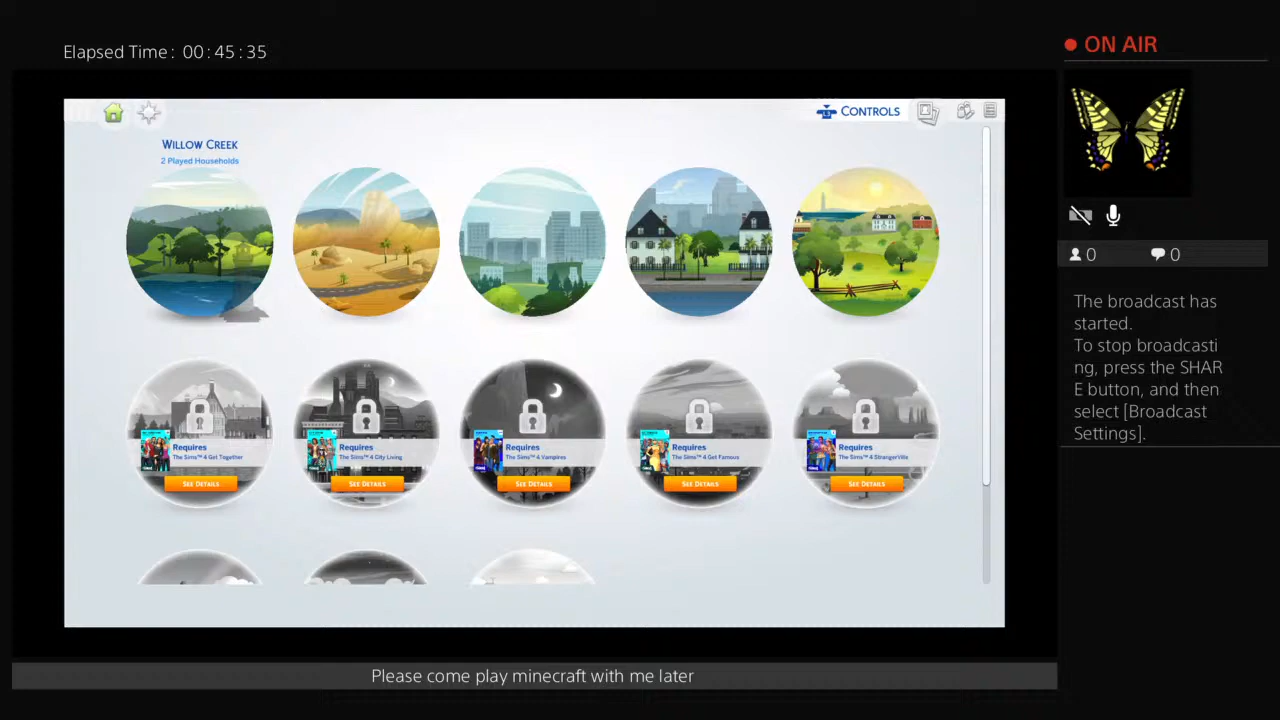 Elapsed Time: 00:45:35
ON AIR
CONTROLS
WILLOW CREEK
2 Played Households
0
0
The broadcast has
started.
To stop broadcasti
ng, press the SHAR
E button, and then
select [Broadcast
Settings].
Requires
The Sims™ 4 Get Together
SEE DETAILS
Requires
The Sims™ 4 City Living
SEE DETAILS
Requires
The Sims™ 4 Vampires
SEE DETAILS
Requires
The Sims™ 4 Get Famous
SEE DETAILS
Requires
The Sims™ 4 StrangerVille
SEE DETAILS
Please come play minecraft with me later